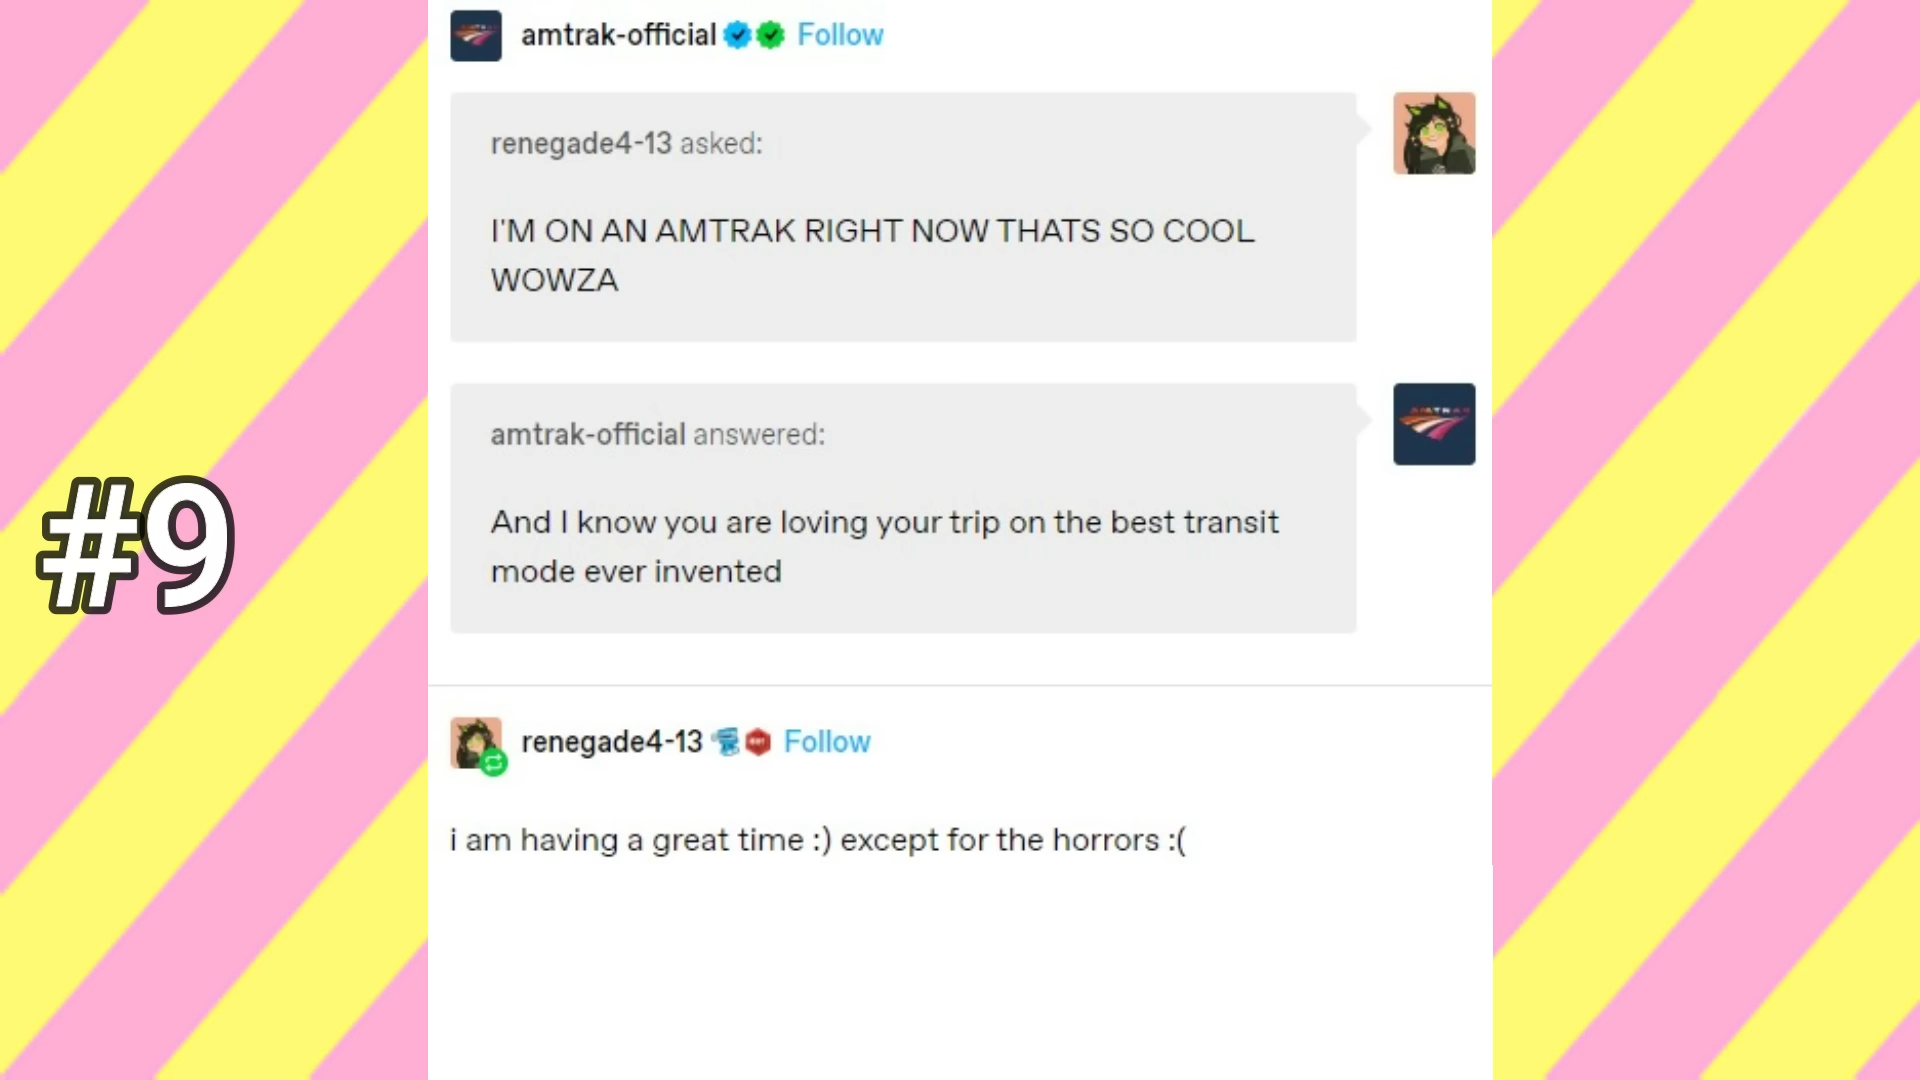 amtrak-official Follow
renegade4-13 asked:
I'M ON AN AMTRAK RIGHT NOW THATS SO COOL
WOWZA
amtrak-official answered:
And I know you are loving your trip on the best transit
mode ever invented
#9
renegade4-13 Follow
i am having a great time :) except for the horrors :(